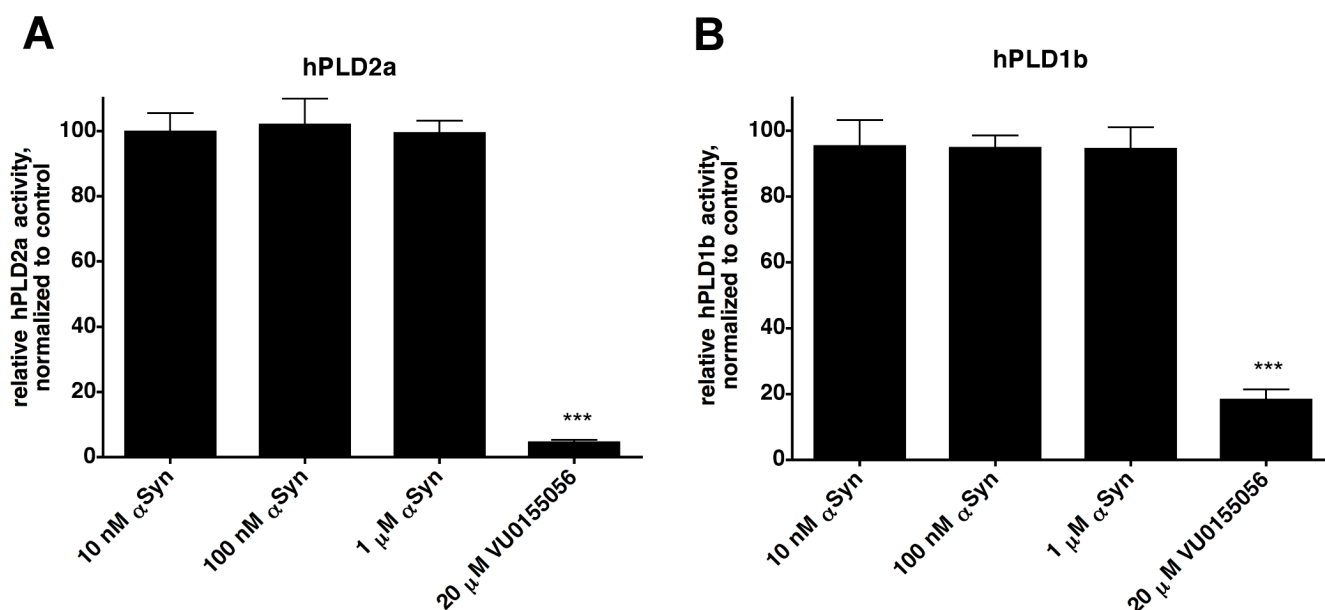 A
hPLD2a
relative hPLD2a activity,
normalized to control
100
80
60
40
20
0
***
10 nM αSyn
100 nM αSyn
1 μM αSyn
20 μM VU0155056
B
hPLD1b
relative hPLD1b activity,
normalized to control
100
80
60
40
20
0
***
10 nM αSyn
100 nM αSyn
1 μM αSyn
20 μM VU0155056